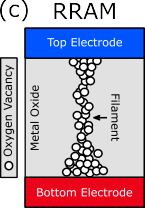 (c) RRAM
Top Electrode
Oxygen Vacancy
Metal Oxide
Filament
Bottom Electrode